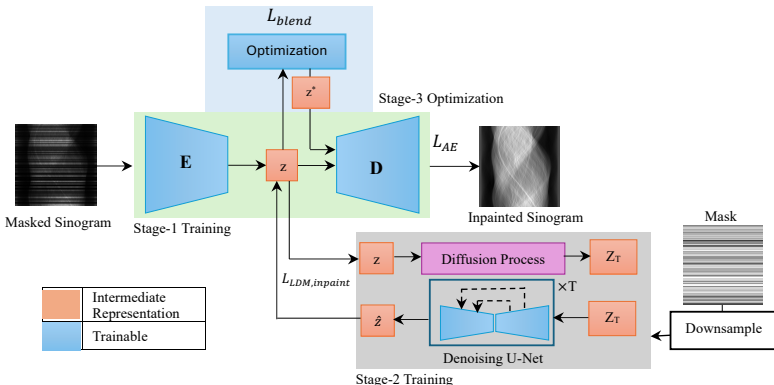 L_blend
Optimization
z*
Stage-3 Optimization
E
z
D
L_AE
Masked Sinogram
Stage-1 Training
Inpainted Sinogram
Mask
z
Diffusion Process
Z_T
L_LDM,inpaint
×T
ẑ
Z_T
Downsample
Denoising U-Net
Stage-2 Training
Intermediate
Representation
Trainable